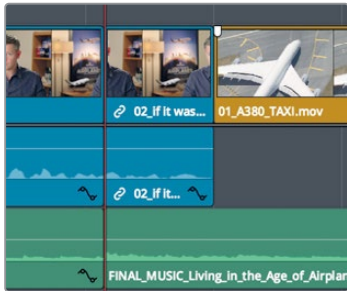 02_if it was...
01_A380_TAXI.mov
02_if it...
FINAL_MUSIC_Living_in_the_Age_of_Airplan